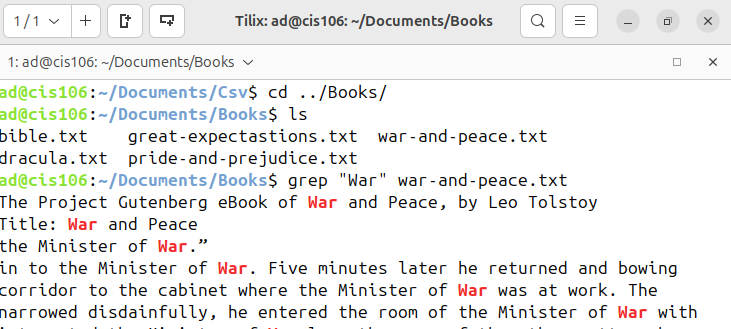 1 / 1
Tilix: ad@cis106: ~/Documents/Books
1: ad@cis106: ~/Documents/Books
ad@cis106:~/Documents/Csv$ cd ../Books/
ad@cis106:~/Documents/Books$ ls
bible.txt    great-expectastions.txt  war-and-peace.txt
dracula.txt  pride-and-prejudice.txt
ad@cis106:~/Documents/Books$ grep "War" war-and-peace.txt
The Project Gutenberg eBook of War and Peace, by Leo Tolstoy
Title: War and Peace
the Minister of War.”
in to the Minister of War. Five minutes later he returned and bowing
corridor to the cabinet where the Minister of War was at work. The
narrowed disdainfully, he entered the room of the Minister of War with